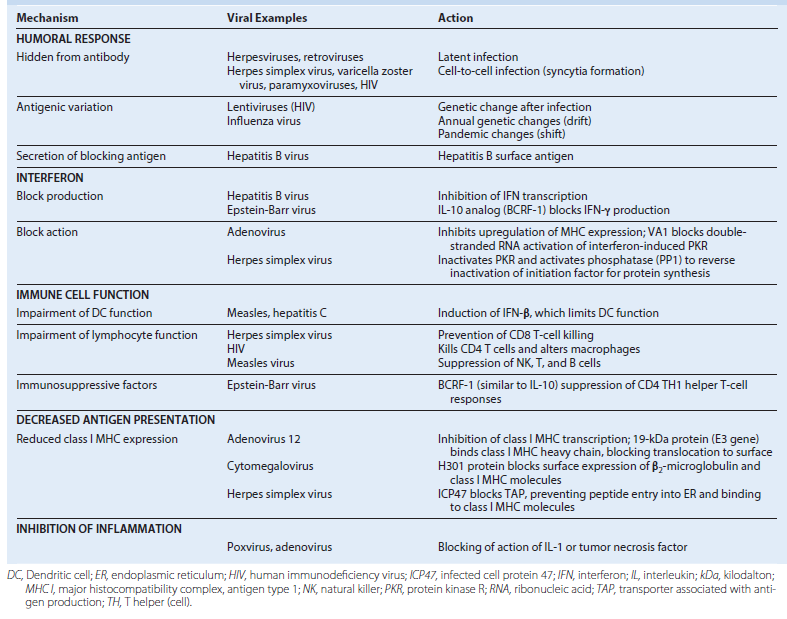 Mechanism Viral Examples Action
HUMORAL RESPONSE
Hidden from antibody Herpesviruses, retroviruses Latent infection
Herpes simplex virus, varicella zoster Cell-to-cell infection (syncytia formation)
virus, paramyxoviruses, HIV
Antigenic variation Lentiviruses (HIV) Genetic change after infection
Influenza virus Annual genetic changes (drift)
Pandemic changes (shift)
Secretion of blocking antigen Hepatitis B virus Hepatitis B surface antigen
INTERFERON
Block production Hepatitis B virus Inhibition of IFN transcription
Epstein-Barr virus IL-10 analog (BCRF-1) blocks IFN-γ production
Block action Adenovirus Inhibits upregulation of MHC expression; VA1 blocks double-
stranded RNA activation of interferon-induced PKR
Herpes simplex virus Inactivates PKR and activates phosphatase (PP1) to reverse
inactivation of initiation factor for protein synthesis
IMMUNE CELL FUNCTION
Impairment of DC function Measles, hepatitis C Induction of IFN-β, which limits DC function
Impairment of lymphocyte function Herpes simplex virus Prevention of CD8 T-cell killing
HIV Kills CD4 T cells and alters macrophages
Measles virus Suppression of NK, T, and B cells
Immunosuppressive factors Epstein-Barr virus BCRF-1 (similar to IL-10) suppression of CD4 TH1 helper T-cell
responses
DECREASED ANTIGEN PRESENTATION
Reduced class I MHC expression Adenovirus 12 Inhibition of class I MHC transcription; 19-kDa protein (E3 gene)
binds class I MHC heavy chain, blocking translocation to surface
Cytomegalovirus H301 protein blocks surface expression of β2-microglobulin and
class I MHC molecules
Herpes simplex virus ICP47 blocks TAP, preventing peptide entry into ER and binding
to class I MHC molecules
INHIBITION OF INFLAMMATION
Poxvirus, adenovirus Blocking of action of IL-1 or tumor necrosis factor
DC, Dendritic cell; ER, endoplasmic reticulum; HIV, human immunodeficiency virus; ICP47, infected cell protein 47; IFN, interferon; IL, interleukin; kDa, kilodalton;
MHC I, major histocompatibility complex, antigen type 1; NK, natural killer; PKR, protein kinase R; RNA, ribonucleic acid; TAP, transporter associated with anti-
gen production; TH, T helper (cell).